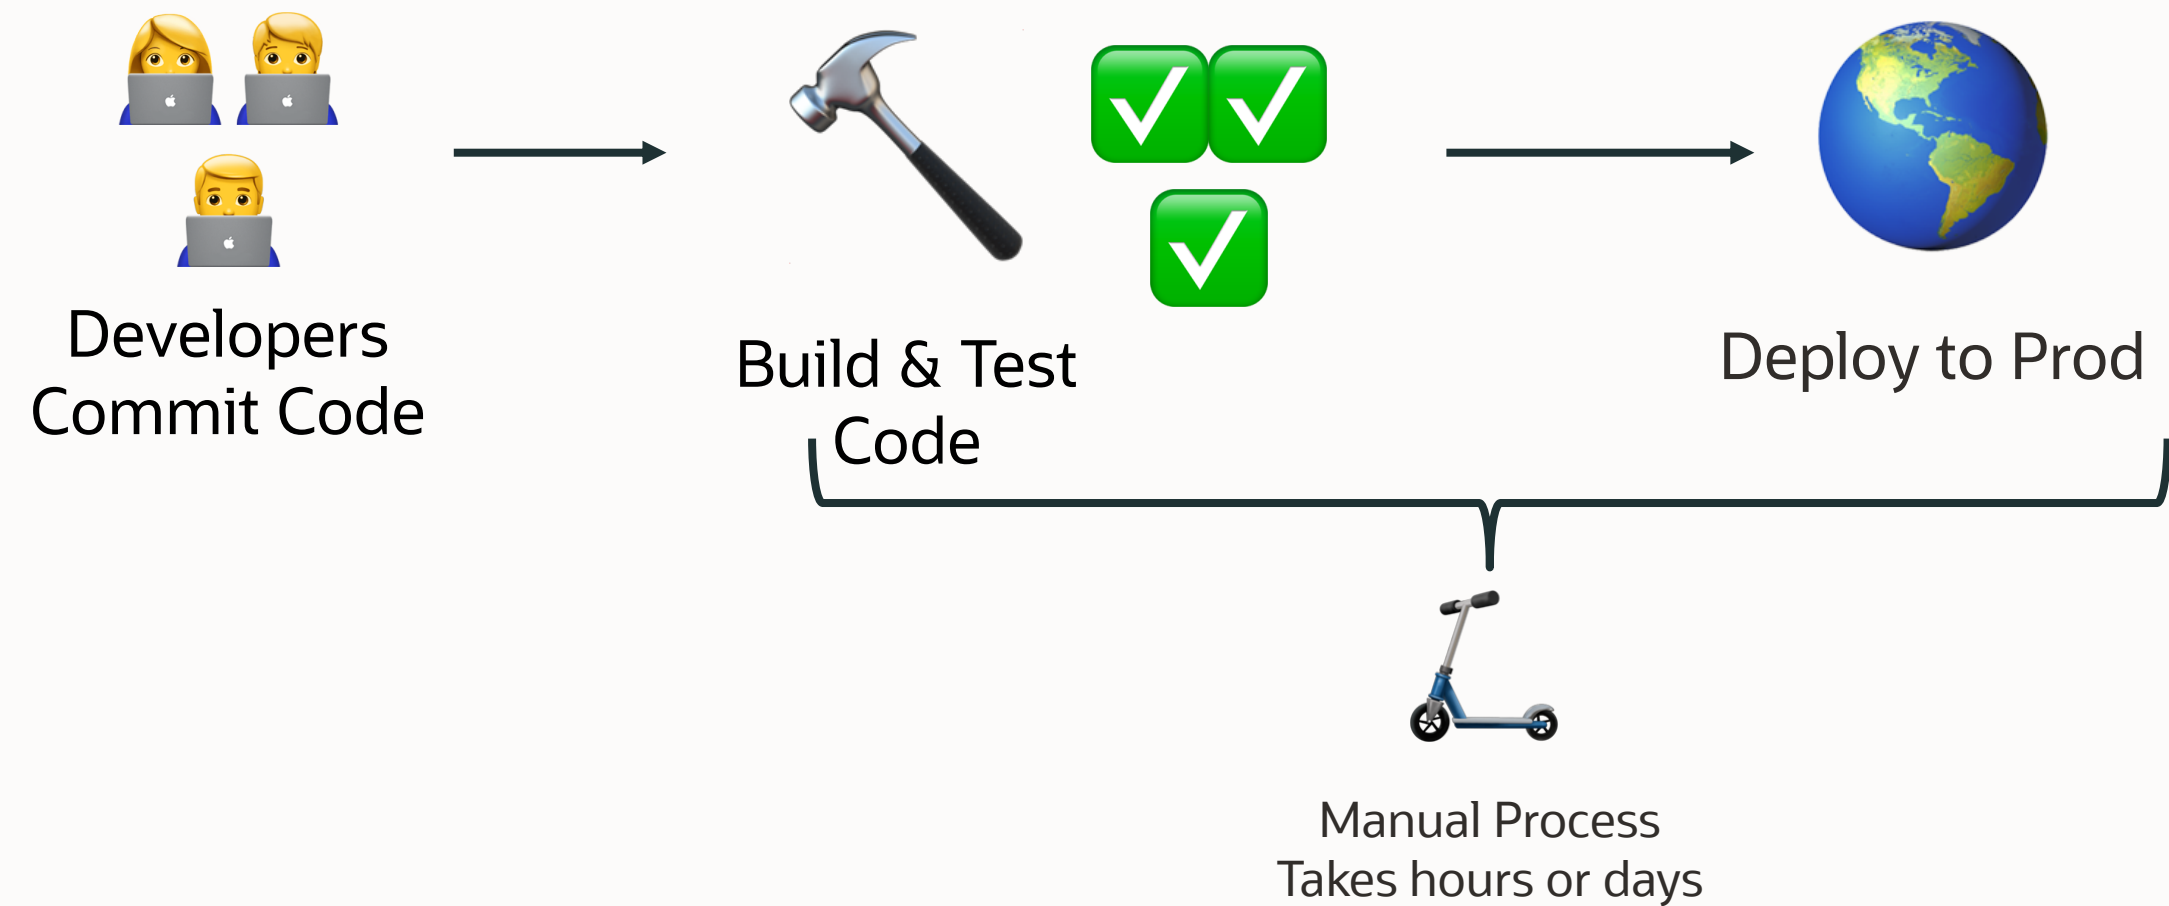 Developers
Commit Code
Build & Test
Code
Deploy to Prod
Manual Process
Takes hours or days